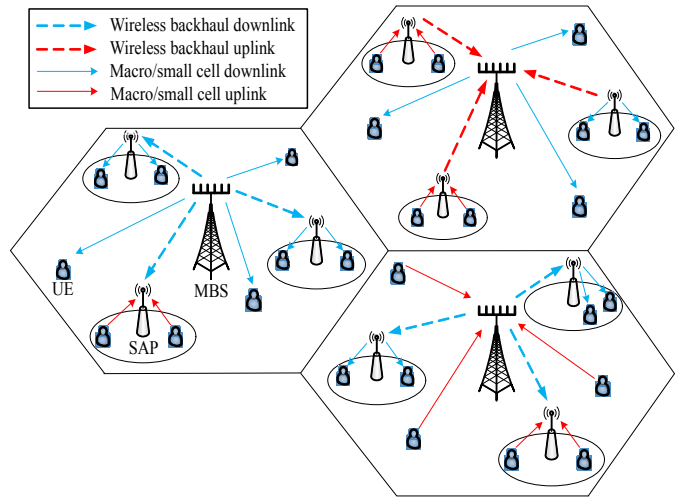 Wireless backhaul downlink
Wireless backhaul uplink
Macro/small cell downlink
Macro/small cell uplink
UE
MBS
SAP